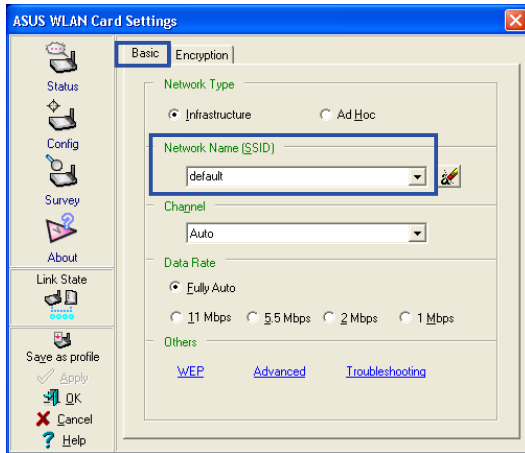 ASUS WLAN Card Settings
Status
Config
Survey
About
Link State
Save as profile
Apply
OK
Cancel
Help
Basic
Encryption
Network Type
Infrastructure
Ad Hoc
Network Name (SSID)
default
Channel
Auto
Data Rate
Fully Auto
11 Mbps 5.5 Mbps 2 Mbps 1 Mbps
Others
WEP Advanced Troubleshooting